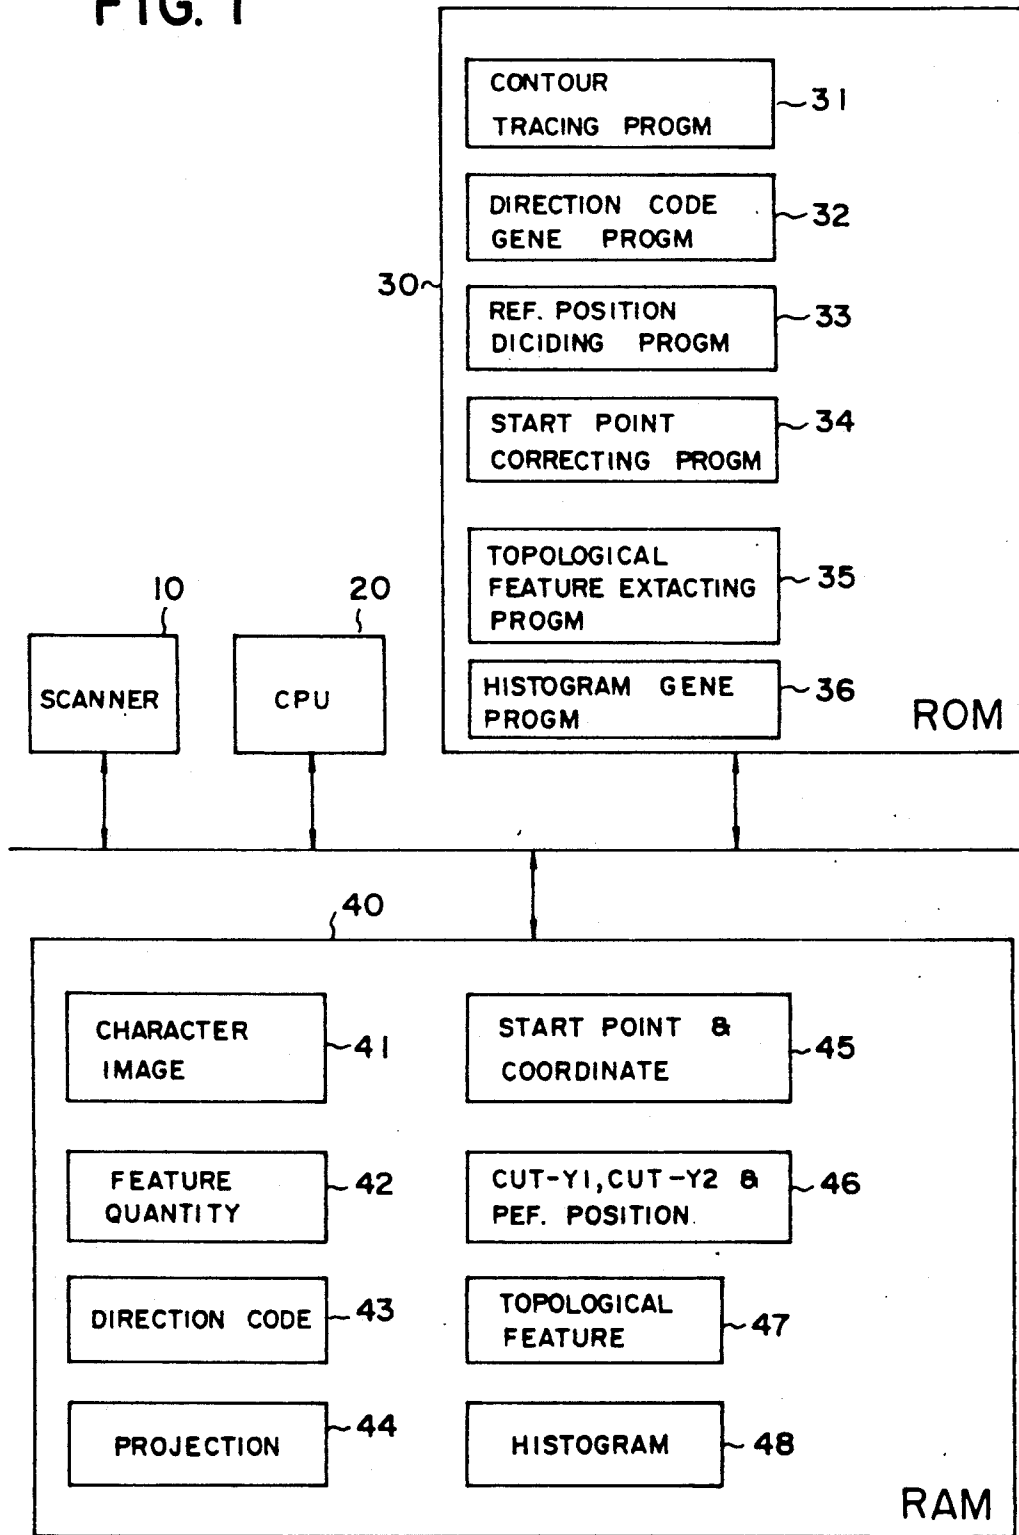 FIG. 1
CONTOUR
TRACING PROGM
31
DIRECTION CODE
GENE PROGM
32
30
REF. POSITION
DICIDING PROGM
33
START POINT
CORRECTING PROGM
34
TOPOLOGICAL
FEATURE EXTACTING
PROGM
35
HISTOGRAM GENE
PROGM
36
ROM
10
SCANNER
20
CPU
40
CHARACTER
IMAGE
41
START POINT &
COORDINATE
45
FEATURE
QUANTITY
42
CUT-Y1, CUT-Y2 &
PEF. POSITION
46
DIRECTION CODE
43
TOPOLOGICAL
FEATURE
47
PROJECTION
44
HISTOGRAM
48
RAM